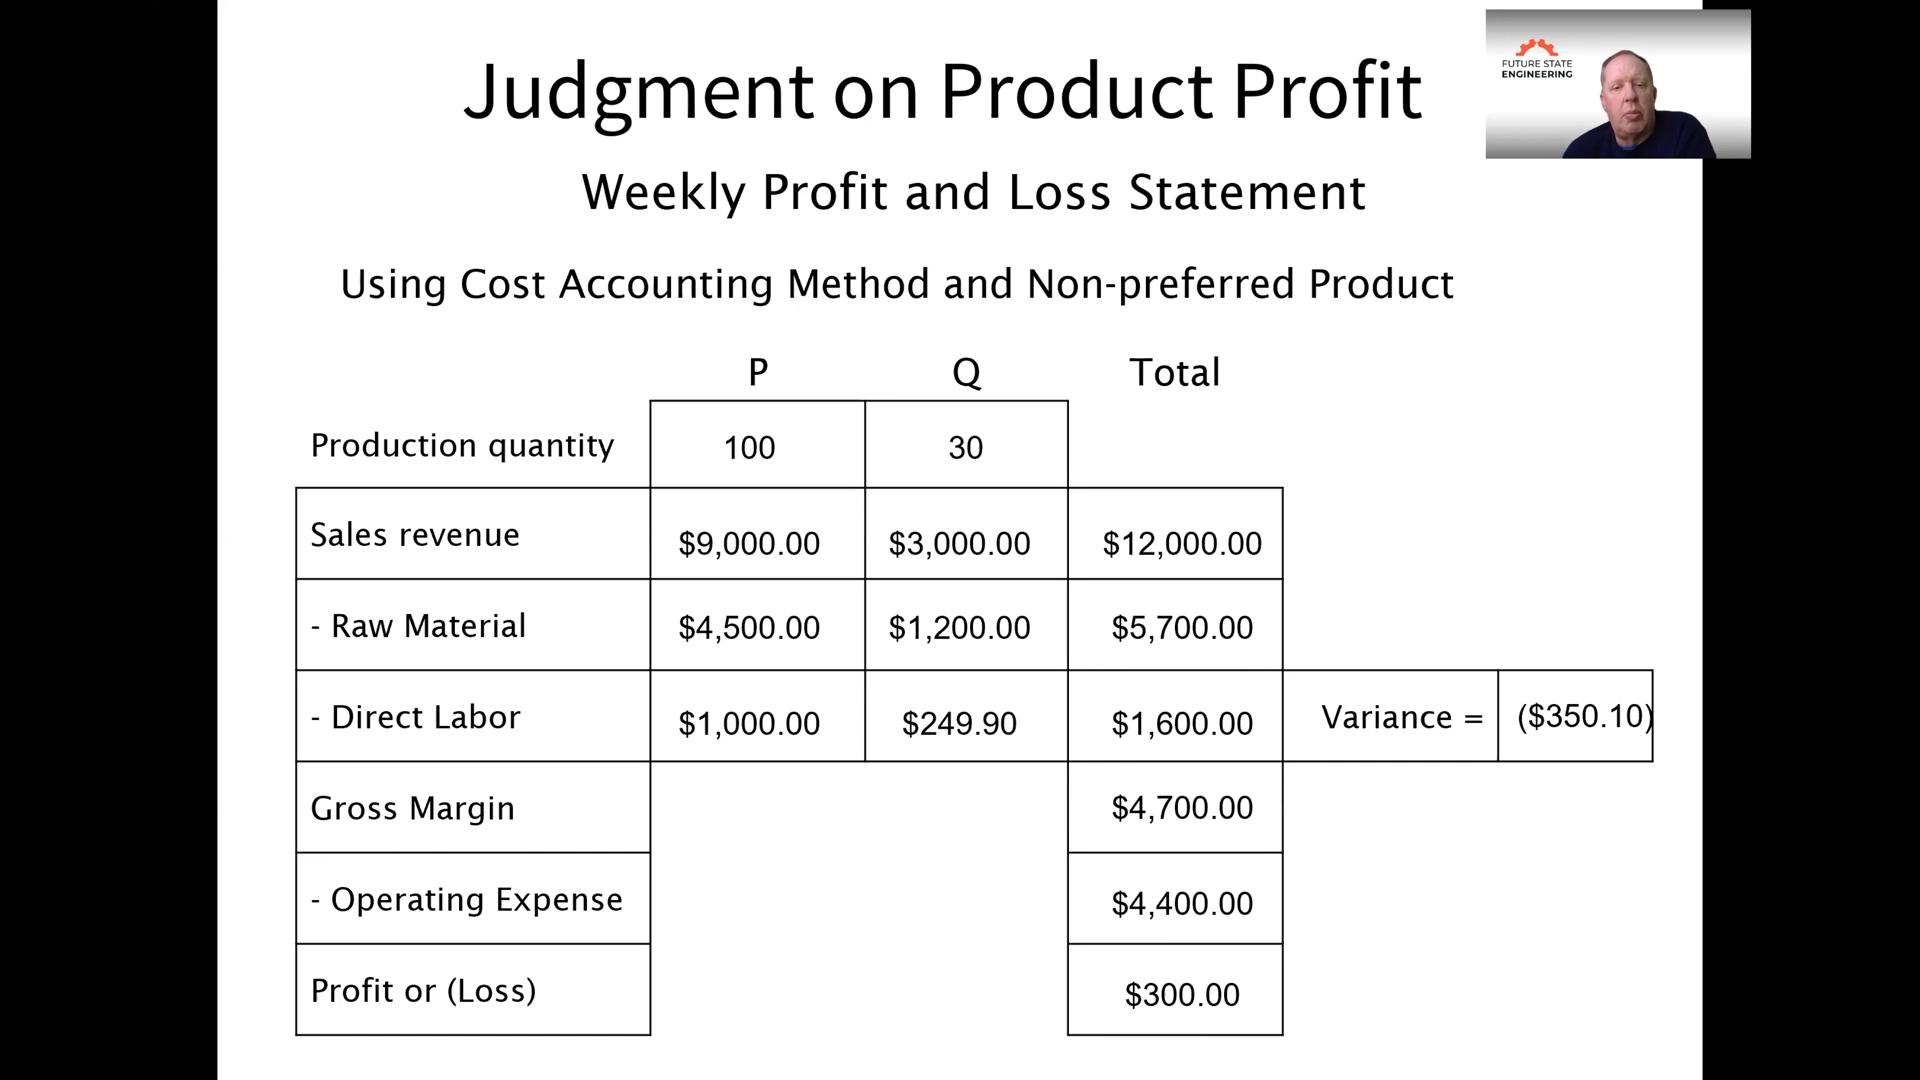 Judgment on Product Profit
FUTURE STATE
ENGINEERING
Weekly Profit and Loss Statement
Using Cost Accounting Method and Non-preferred Product
P Q Total
Production quantity 100 30
Sales revenue $9,000.00 $3,000.00 $12,000.00
- Raw Material $4,500.00 $1,200.00 $5,700.00
- Direct Labor $1,000.00 $249.90 $1,600.00 Variance = ($350.10)
Gross Margin $4,700.00
- Operating Expense $4,400.00
Profit or (Loss) $300.00